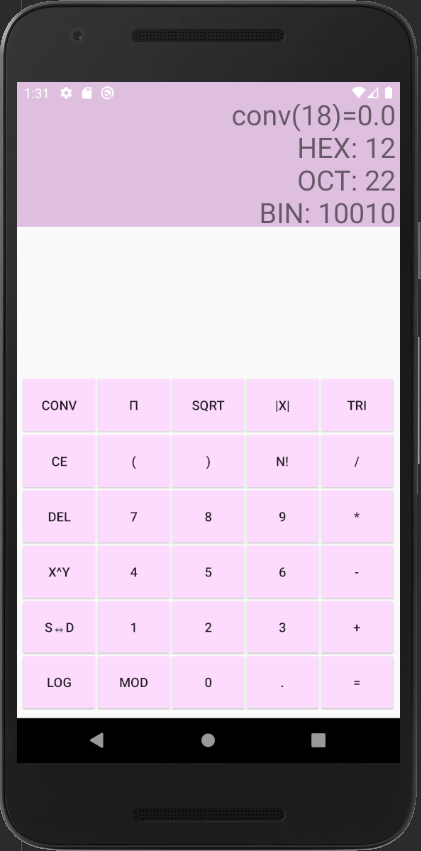 1:31
conv(18)=0.0
HEX: 12
OCT: 22
BIN: 10010
CONV П SQRT |X| TRI
CE ( ) N! /
DEL 7 8 9 *
X^Y 4 5 6 -
S↔D 1 2 3 +
LOG MOD 0 . =